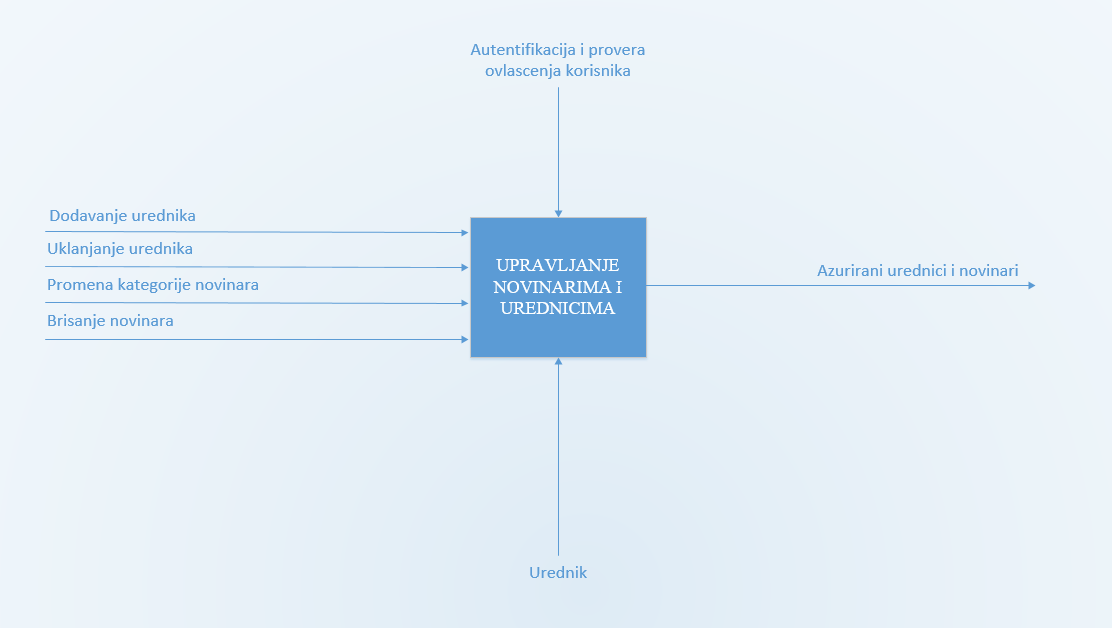 Autentifikacija i provera
ovlascenja korisnika
Dodavanje urednika
Uklanjanje urednika
Promena kategorije novinara
Brisanje novinara
UPRAVLJANJE
NOVINARIMA I
UREDNICIMA
Azurirani urednici i novinari
Urednik